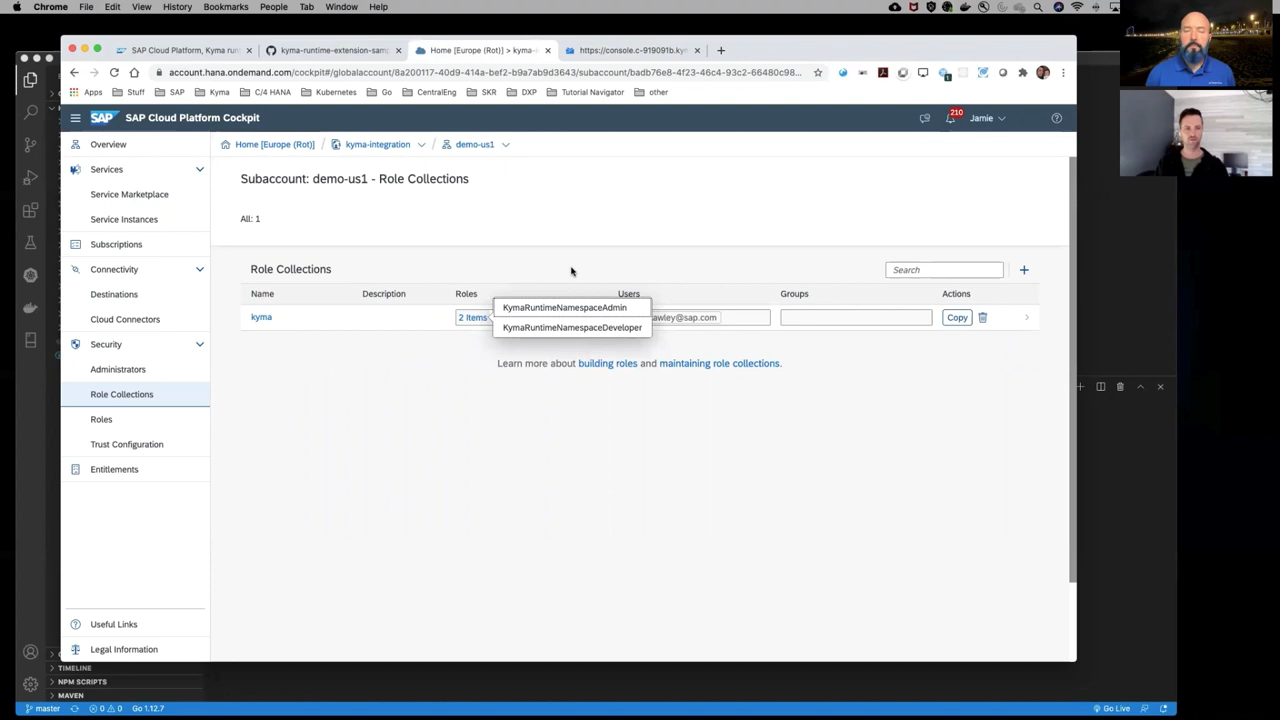 Chrome File Edit View History Bookmarks People Tab Window Help
SAP Cloud Platform, Kyma run
kyma-runtime-extension-sam
Home [Europe (Rot)] > kyma-
https://console.c-919091b.ky
account.hana.ondemand.com/cockpit#/globalaccount/8a200117-40d9-414a-bef2-b9a7ab9d3643/subaccount/badb76e8-4f23-46c4-93c2-66480c98...
Apps Stuff SAP Kyma C/4 HANA Kubernetes Go CentralEng SKR DXP Tutorial Navigator other
SAP SAP Cloud Platform Cockpit
210
Jamie
Overview
Services
Service Marketplace
Service Instances
Subscriptions
Connectivity
Destinations
Cloud Connectors
Security
Administrators
Role Collections
Roles
Trust Configuration
Entitlements
Useful Links
Legal Information
Home [Europe (Rot)] / kyma-integration / demo-us1
Subaccount: demo-us1 - Role Collections
All: 1
Role Collections
Search
Name Description Roles Users Groups Actions
kyma 2 Items awley@sap.com Copy
KymaRuntimeNamespaceAdmin
KymaRuntimeNamespaceDeveloper
Learn more about building roles and maintaining role collections.
TIMELINE
NPM SCRIPTS
MAVEN
master 0 0 Go 1.12.7
Go Live